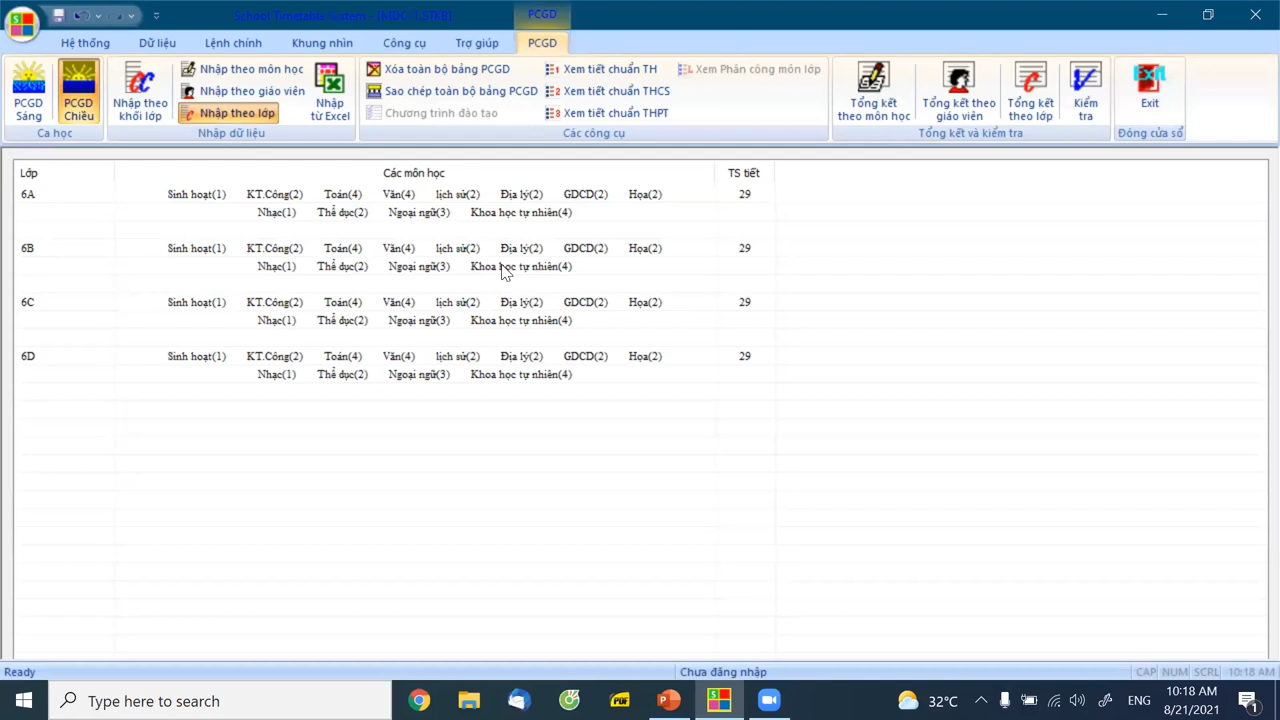 School Timetable System - [MDC-1.STKB]
PCGD
Hệ thống
Dữ liệu
Lệnh chính
Khung nhìn
Công cụ
Trợ giúp
PCGD
PCGD Sáng
PCGD Chiều
Ca học
Nhập theo khối lớp
Nhập theo môn học
Nhập theo giáo viên
Nhập theo lớp
Nhập từ Excel
Nhập dữ liệu
Xóa toàn bộ bảng PCGD
Sao chép toàn bộ bảng PCGD
Chương trình đào tạo
Xem tiết chuẩn TH
Xem tiết chuẩn THCS
Xem tiết chuẩn THPT
Xem Phân công môn lớp
Các công cụ
Tổng kết theo môn học
Tổng kết theo giáo viên
Tổng kết theo lớp
Kiểm tra
Tổng kết và kiểm tra
Exit
Đóng cửa sổ
Lớp Các môn học TS tiết
6A Sinh hoạt(1) KT.Công(2) Toán(4) Văn(4) lịch sử(2) Địa lý(2) GDCD(2) Họa(2) 29
Nhạc(1) Thể dục(2) Ngoại ngữ(3) Khoa học tự nhiên(4)
6B Sinh hoạt(1) KT.Công(2) Toán(4) Văn(4) lịch sử(2) Địa lý(2) GDCD(2) Họa(2) 29
Nhạc(1) Thể dục(2) Ngoại ngữ(3) Khoa học tự nhiên(4)
6C Sinh hoạt(1) KT.Công(2) Toán(4) Văn(4) lịch sử(2) Địa lý(2) GDCD(2) Họa(2) 29
Nhạc(1) Thể dục(2) Ngoại ngữ(3) Khoa học tự nhiên(4)
6D Sinh hoạt(1) KT.Công(2) Toán(4) Văn(4) lịch sử(2) Địa lý(2) GDCD(2) Họa(2) 29
Nhạc(1) Thể dục(2) Ngoại ngữ(3) Khoa học tự nhiên(4)
Ready Chưa đăng nhập CAP NUM SCRL 10:18 AM
Type here to search
32°C
ENG
10:18 AM
8/21/2021